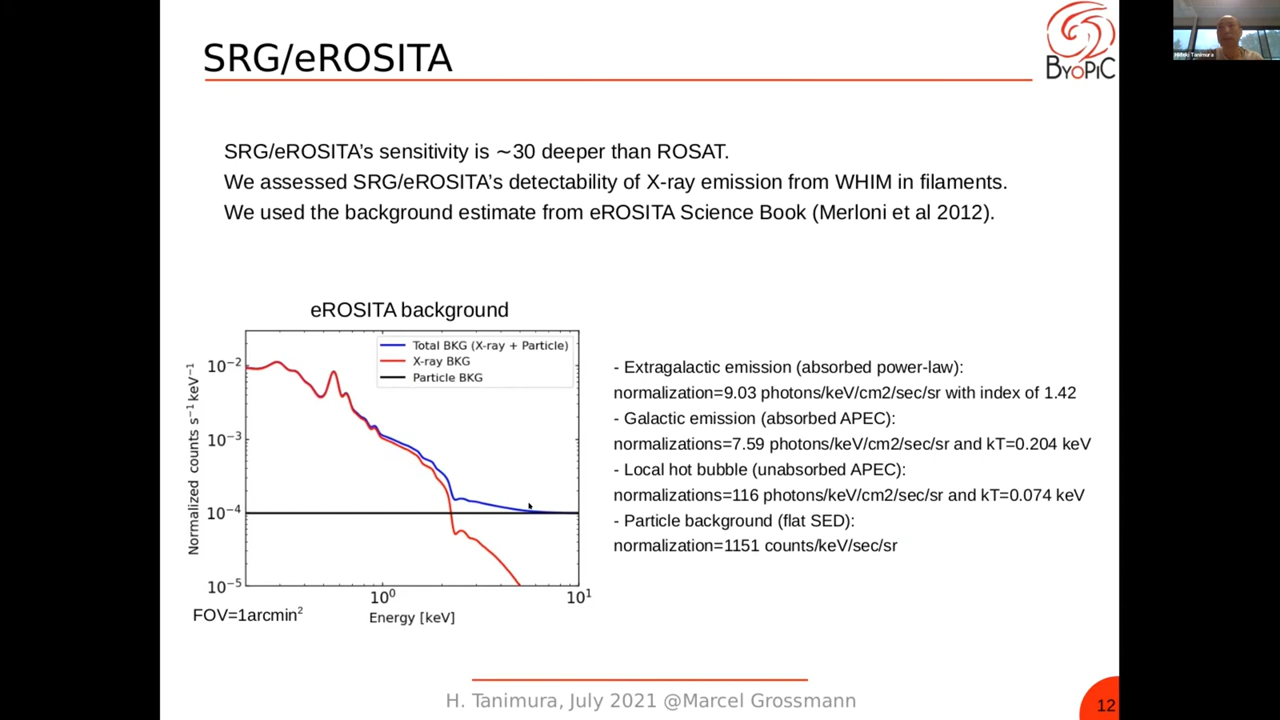 SRG/eROSITA
BYOPIC
Hideki Tanimura
SRG/eROSITA's sensitivity is ~30 deeper than ROSAT.
We assessed SRG/eROSITA's detectability of X-ray emission from WHIM in filaments.
We used the background estimate from eROSITA Science Book (Merloni et al 2012).
eROSITA background
Total BKG (X-ray + Particle)
X-ray BKG
Particle BKG
10⁻²
10⁻³
10⁻⁴
10⁻⁵
Normalized counts s⁻¹ keV⁻¹
10⁰
10¹
Energy [keV]
FOV=1arcmin²
- Extragalactic emission (absorbed power-law):
normalization=9.03 photons/keV/cm2/sec/sr with index of 1.42
- Galactic emission (absorbed APEC):
normalizations=7.59 photons/keV/cm2/sec/sr and kT=0.204 keV
- Local hot bubble (unabsorbed APEC):
normalizations=116 photons/keV/cm2/sec/sr and kT=0.074 keV
- Particle background (flat SED):
normalization=1151 counts/keV/sec/sr
H. Tanimura, July 2021 @Marcel Grossmann
12